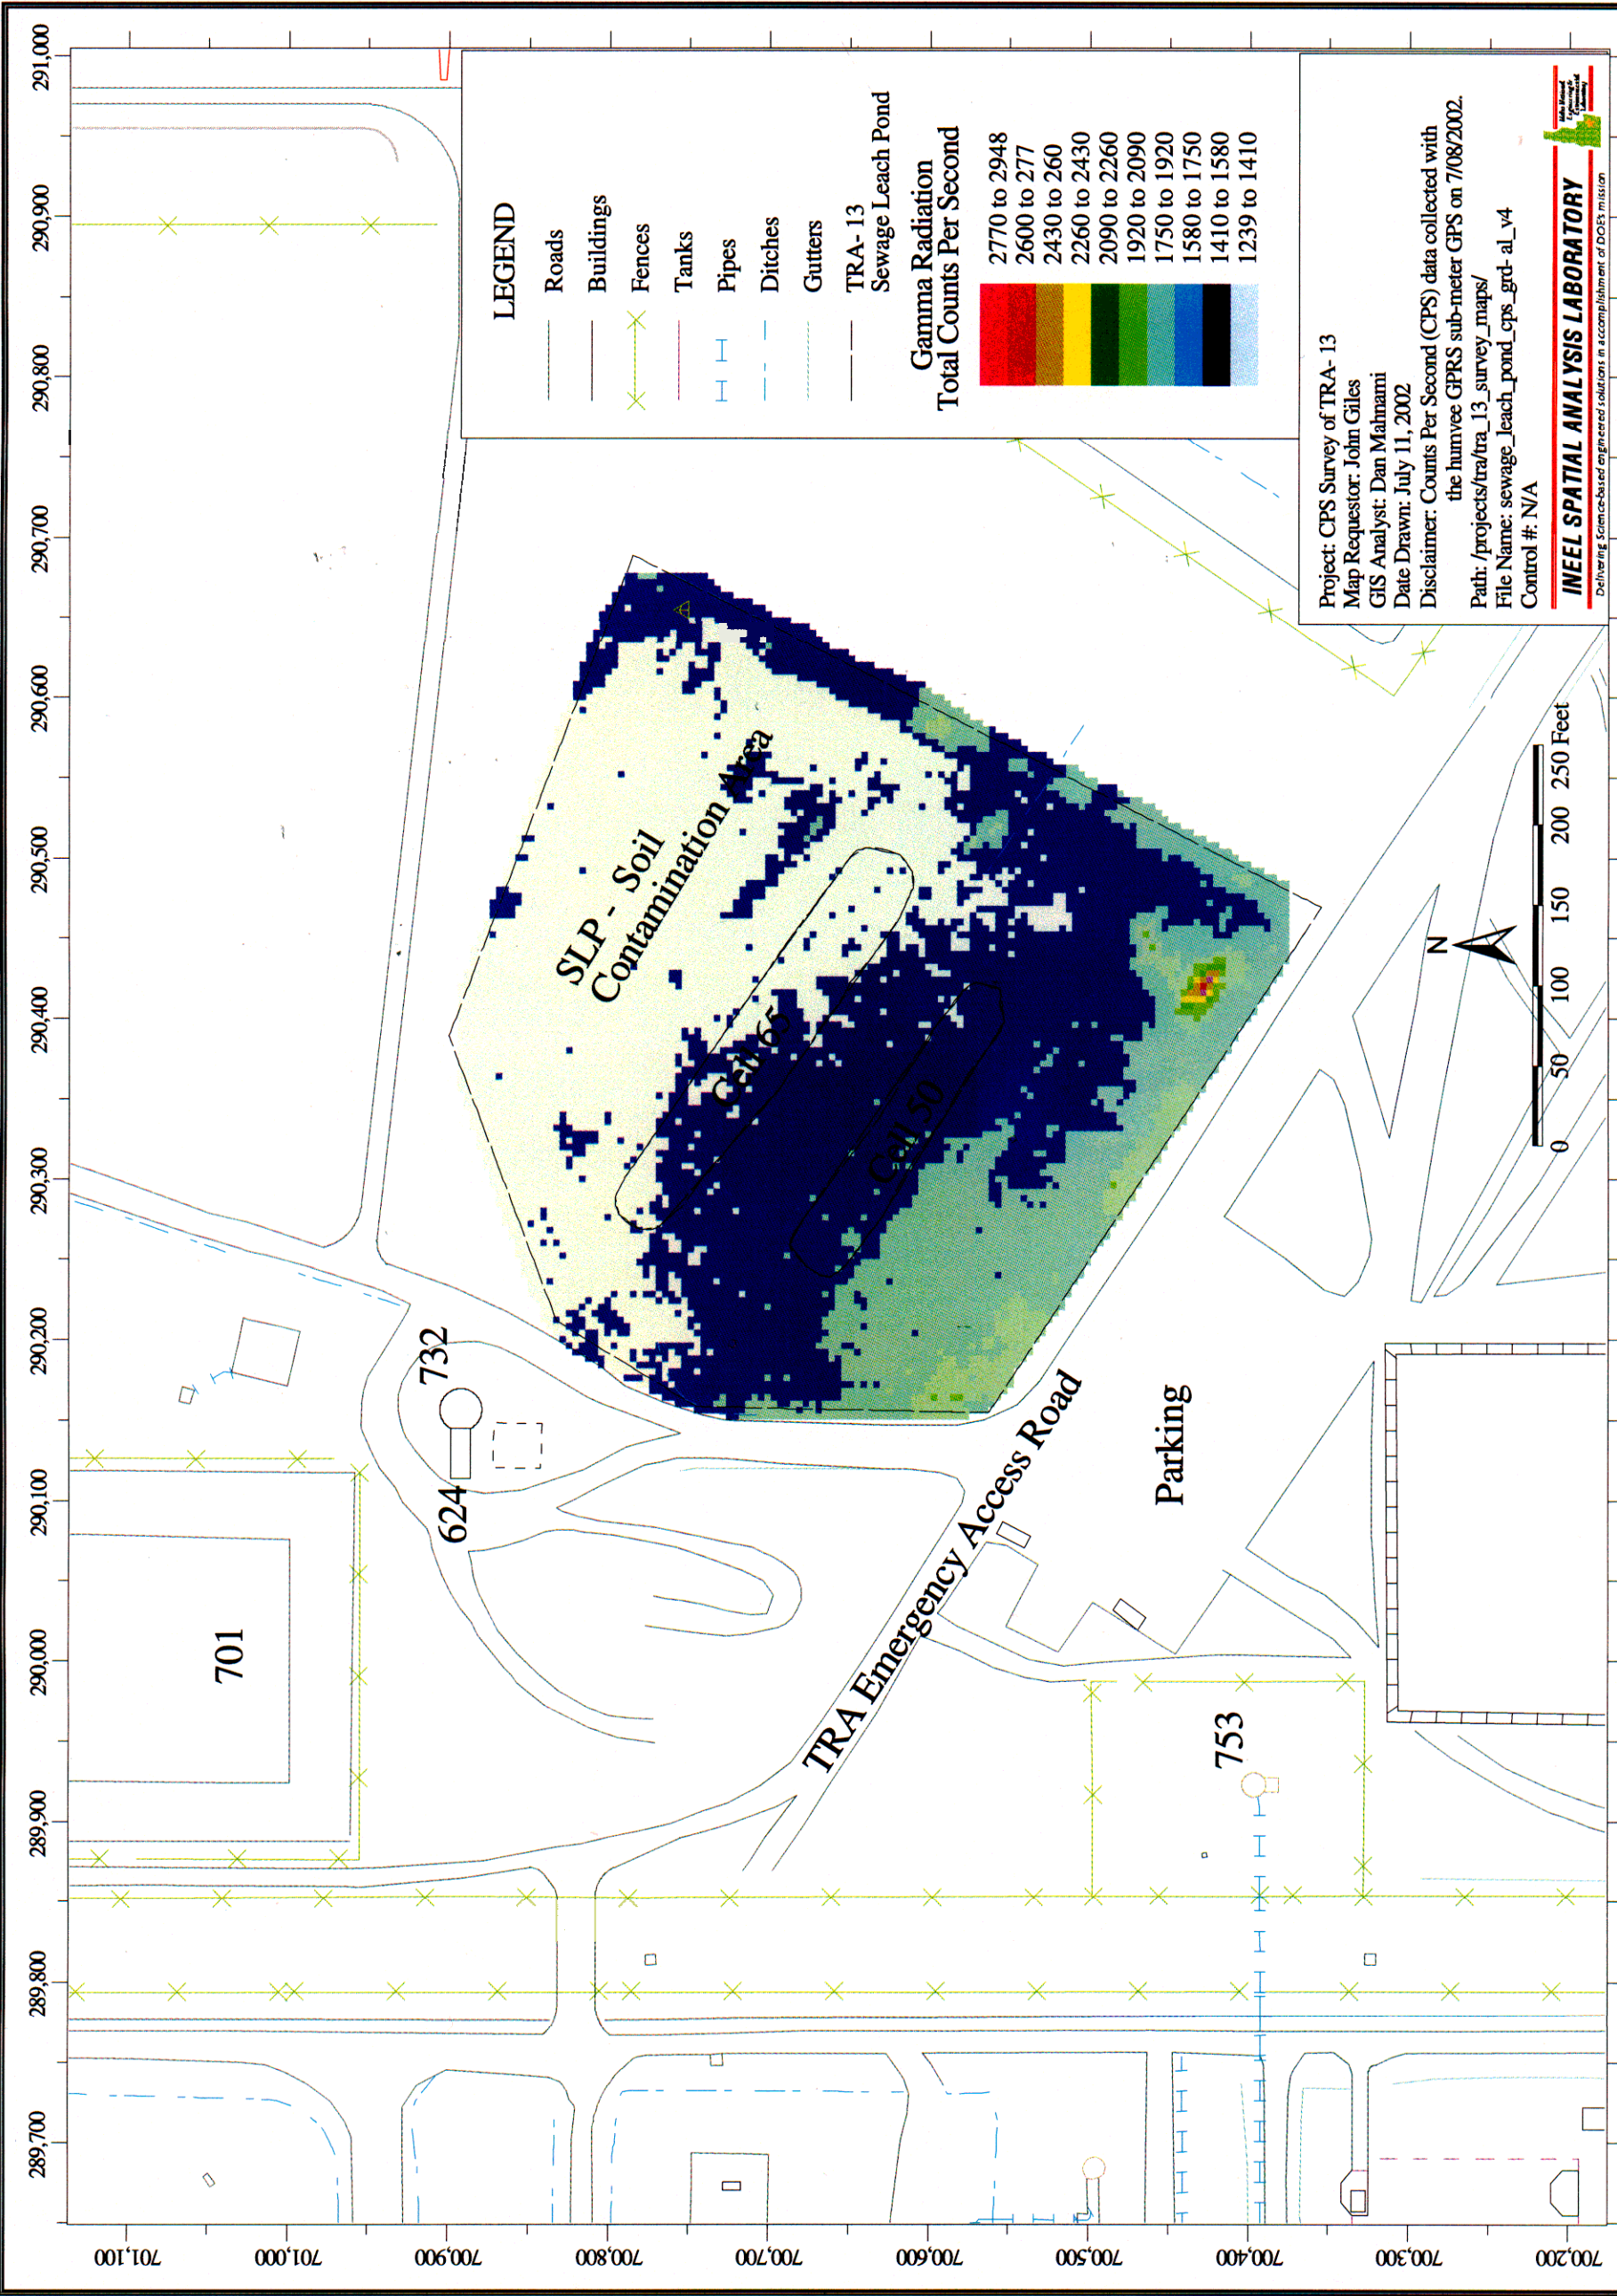 289,700
289,800
289,900
290,000
290,100
290,200
290,300
290,400
290,500
290,600
290,700
290,800
290,900
291,000
701,100
701,000
700,900
700,800
700,700
700,600
700,500
700,400
700,300
700,200
701
624
732
753
TRA Emergency Access Road
Parking
SLP - Soil
Contamination Area
Cell 65
Cell 50
N
0
50
100
150
200
250 Feet
LEGEND
Roads
Buildings
Fences
Tanks
Pipes
Ditches
Gutters
TRA- 13
Sewage Leach Pond
Gamma Radiation
Total Counts Per Second
2770 to 2948
2600 to 277
2430 to 260
2260 to 2430
2090 to 2260
1920 to 2090
1750 to 1920
1580 to 1750
1410 to 1580
1239 to 1410
Project: CPS Survey of TRA- 13
Map Requestor: John Giles
GIS Analyst: Dan Mahnami
Date Drawn: July 11, 2002
Disclaimer: Counts Per Second (CPS) data collected with
the humvee GPRS sub-meter GPS on 7/08/2002.
Path: /projects/tra/tra_13_survey_maps/
File Name: sewage_leach_pond_cps_grd- al_v4
Control #: N/A
INEEL SPATIAL ANALYSIS LABORATORY
Delivering Science-based engineered solutions in accomplishment of DOE's mission
Idaho National
Engineering &
Environmental
Laboratory